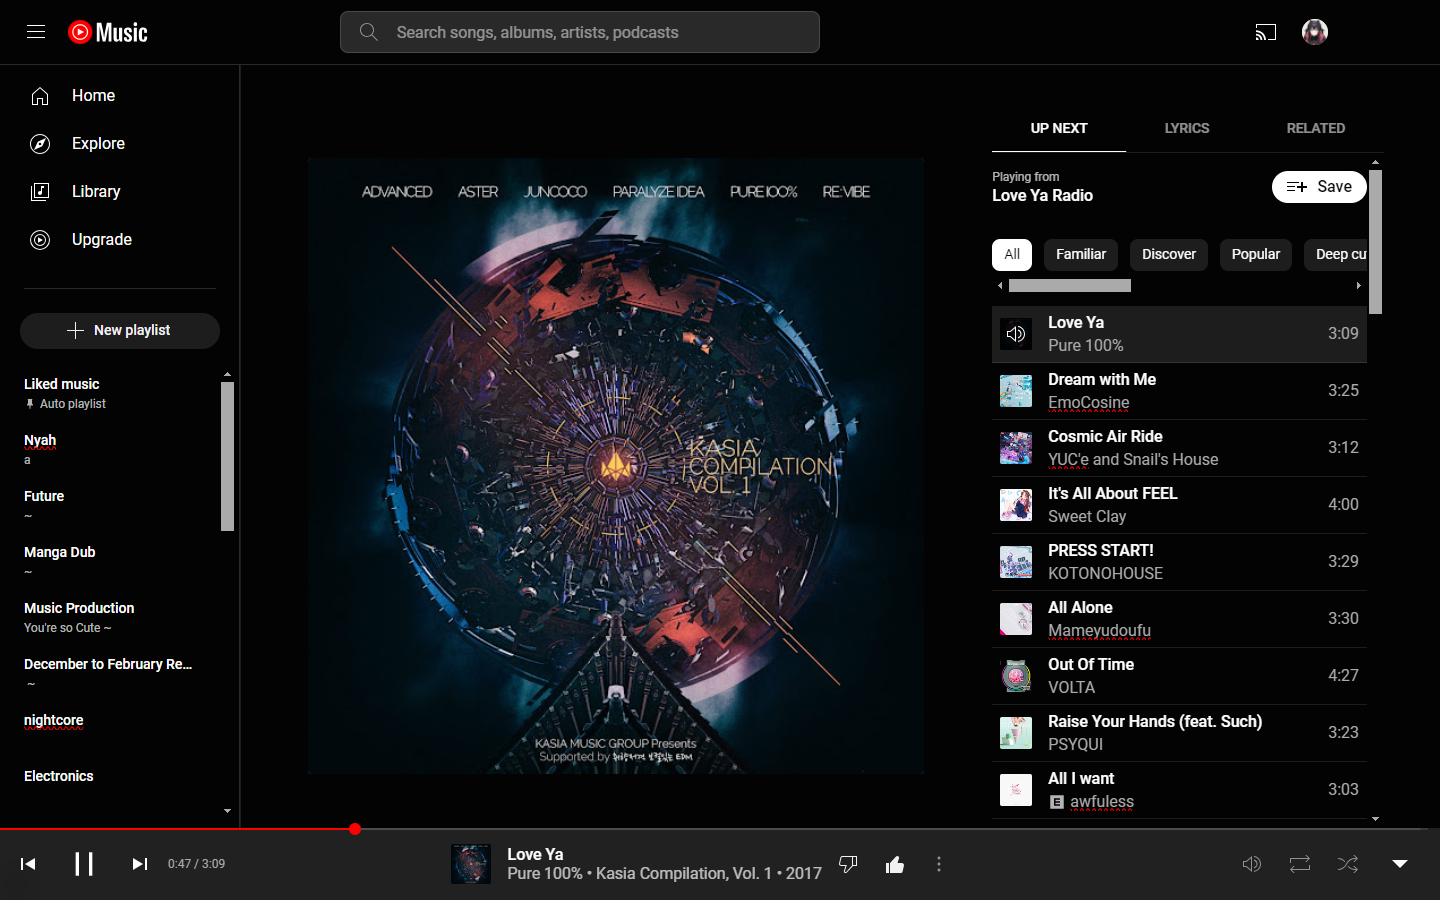 Music
Search songs, albums, artists, podcasts
Home
Explore
Library
Upgrade
New playlist
Liked music
Auto playlist
Nyah
a
Future
~
Manga Dub
~
Music Production
You're so Cute ~
December to February Re...
~
nightcore
Electronics
ADVANCED ASTER JUNCOCO PARALYZE IDEA PURE 100% RE:VIBE
KASIA
COMPILATION
VOL. 1
KASIA MUSIC GROUP Presents
Supported by
EDM
UP NEXT LYRICS RELATED
Playing from
Love Ya Radio
Save
All Familiar Discover Popular Deep cu
Love Ya
Pure 100%
3:09
Dream with Me
EmoCosine
3:25
Cosmic Air Ride
YUC'e and Snail's House
3:12
It's All About FEEL
Sweet Clay
4:00
PRESS START!
KOTONOHOUSE
3:29
All Alone
Mameyudoufu
3:30
Out Of Time
VOLTA
4:27
Raise Your Hands (feat. Such)
PSYQUI
3:23
All I want
E awfuless
3:03
0:47 / 3:09
Love Ya
Pure 100% • Kasia Compilation, Vol. 1 • 2017